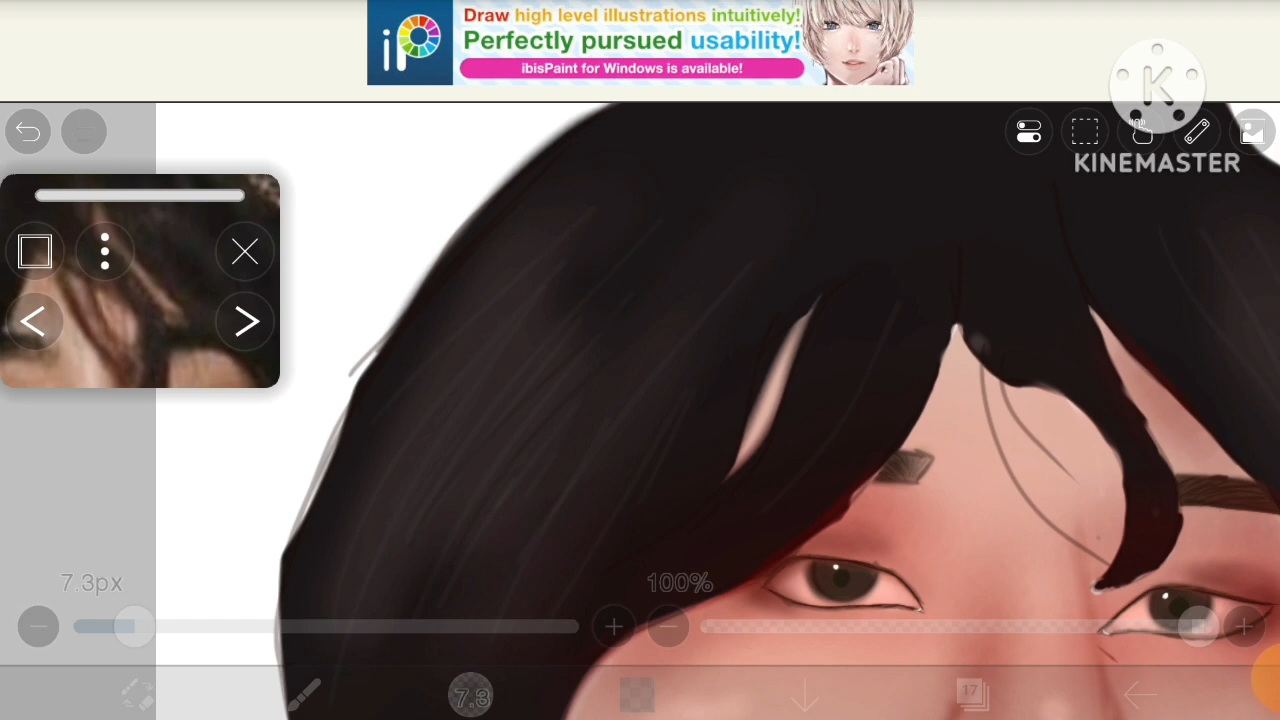 iP
Draw high level illustrations intuitively!
Perfectly pursued usability!
ibisPaint for Windows is available!
K
KINEMASTER
7.3px
100%
7.3
17